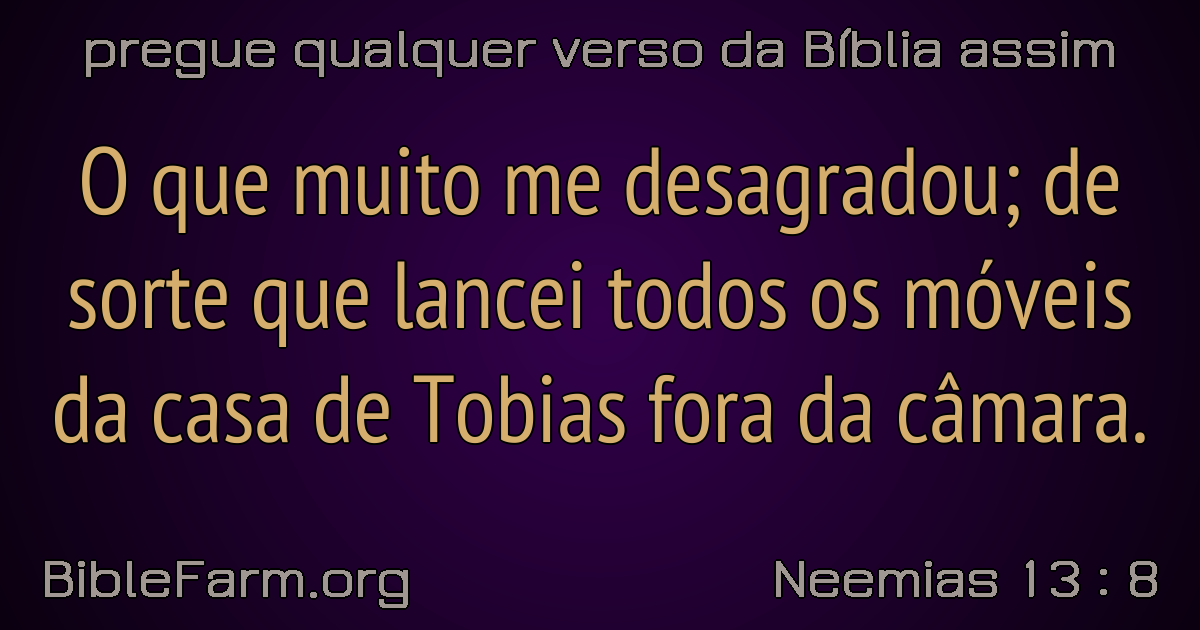 pregue qualquer verso da Bíblia assim
O que muito me desagradou; de
sorte que lancei todos os móveis
da casa de Tobias fora da câmara.
BibleFarm.org
Neemias 13 : 8